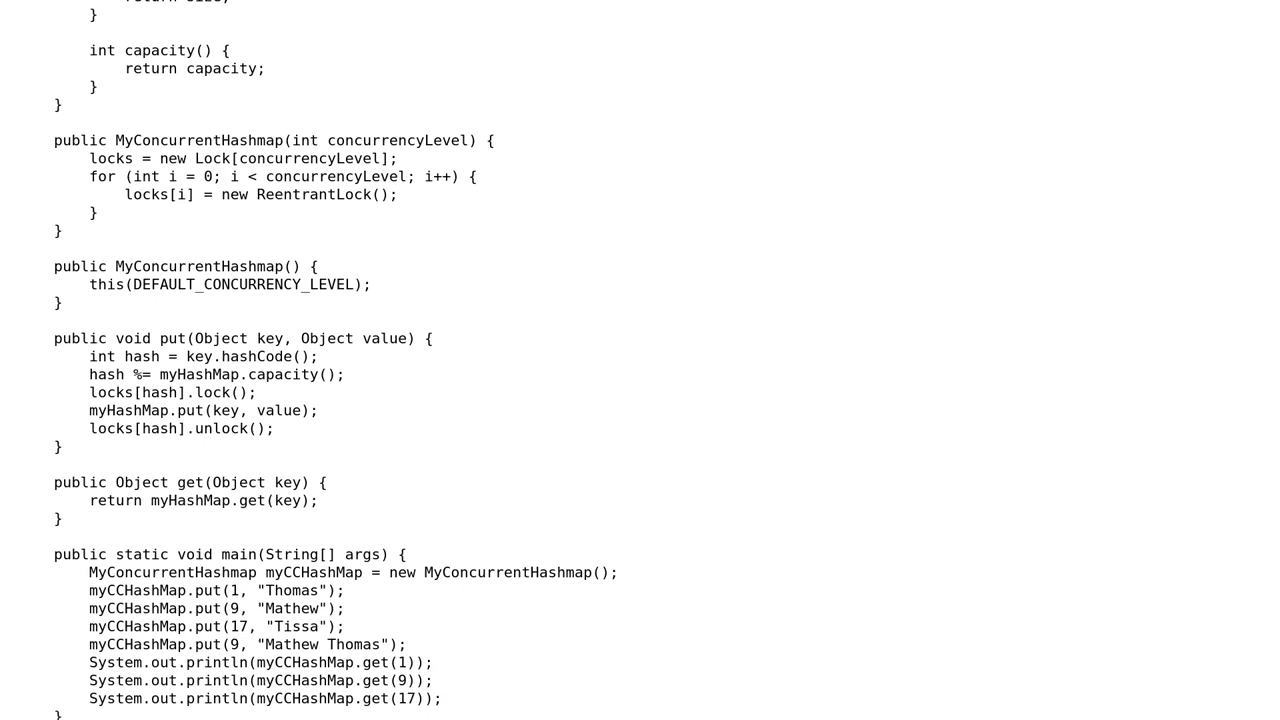 }
int capacity() {
return capacity;
}
}
public MyConcurrentHashmap(int concurrencyLevel) {
locks = new Lock[concurrencyLevel];
for (int i = 0; i < concurrencyLevel; i++) {
locks[i] = new ReentrantLock();
}
}
public MyConcurrentHashmap() {
this(DEFAULT_CONCURRENCY_LEVEL);
}
public void put(Object key, Object value) {
int hash = key.hashCode();
hash %= myHashMap.capacity();
locks[hash].lock();
myHashMap.put(key, value);
locks[hash].unlock();
}
public Object get(Object key) {
return myHashMap.get(key);
}
public static void main(String[] args) {
MyConcurrentHashmap myCCHashMap = new MyConcurrentHashmap();
myCCHashMap.put(1, "Thomas");
myCCHashMap.put(9, "Mathew");
myCCHashMap.put(17, "Tissa");
myCCHashMap.put(9, "Mathew Thomas");
System.out.println(myCCHashMap.get(1));
System.out.println(myCCHashMap.get(9));
System.out.println(myCCHashMap.get(17));
}